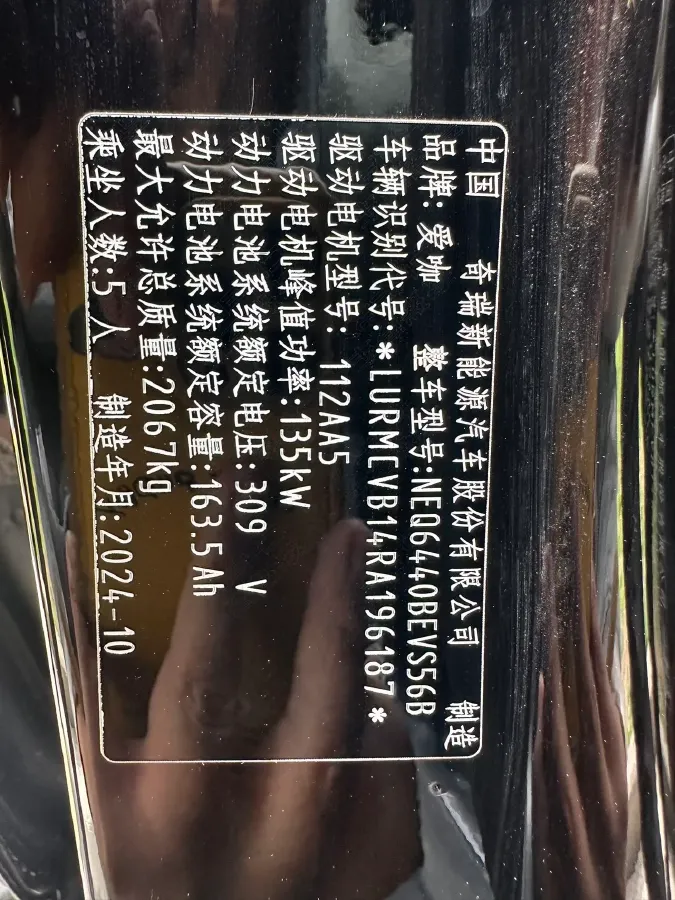 中国 奇瑞新能源汽车股份有限公司 制造
品牌:爱咖 整车型号:NEQ6440BEVS56B
车辆识别代号:*LURMCVB14RA196187*
驱动电机型号: 112AA5
驱动电机峰值功率:135kW
动力电池系统额定电压:309 V
动力电池系统额定容量:163.5Ah
最大允许总质量:2067kg
乘坐人数:5人 制造年月:2024-10